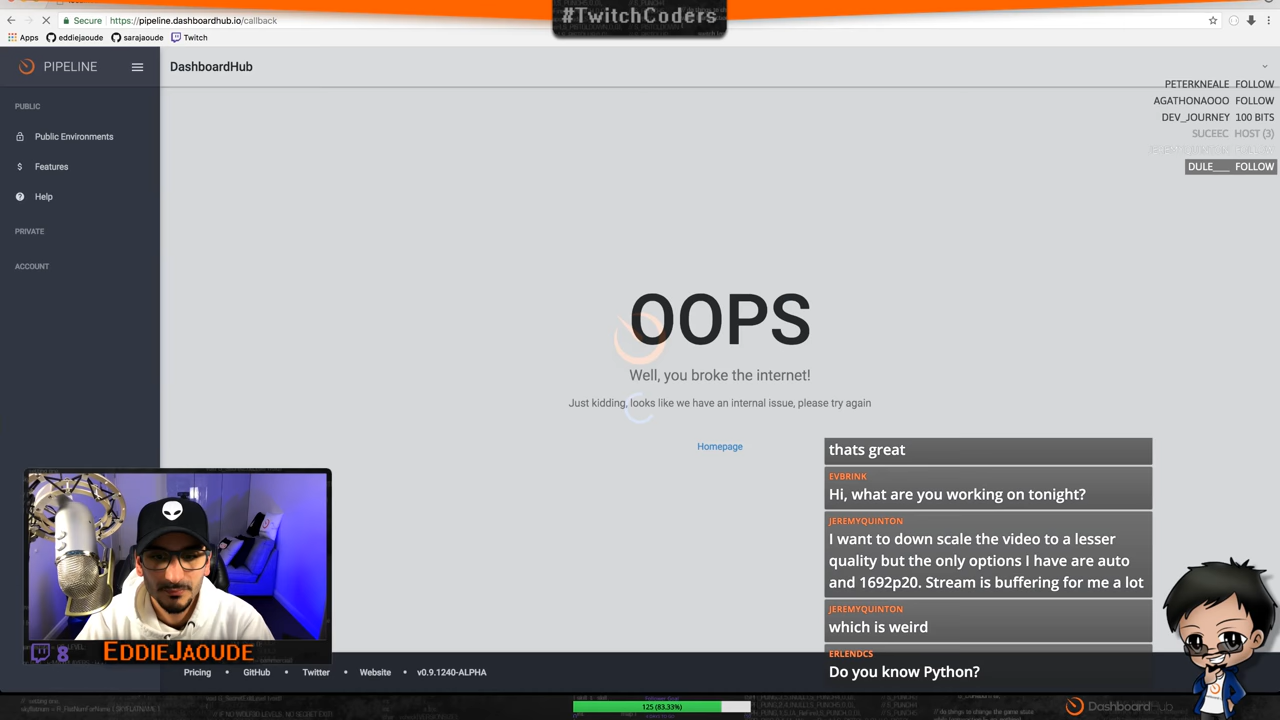 #TwitchCoders
Secure
https://pipeline.dashboardhub.io/callback
Apps
eddiejaoude
sarajaoude
Twitch
PIPELINE
DashboardHub
PUBLIC
Public Environments
Features
Help
PRIVATE
ACCOUNT
PETERKNEALE FOLLOW
AGATHONAOOO FOLLOW
DEV_JOURNEY 100 BITS
SUCEEC HOST (3)
DULE___ FOLLOW
OOPS
Well, you broke the internet!
Just kidding, looks like we have an internal issue, please try again
Homepage
thats great
EVBRINK
Hi, what are you working on tonight?
JEREMYQUINTON
I want to down scale the video to a lesser
quality but the only options I have are auto
and 1692p20. Stream is buffering for me a lot
JEREMYQUINTON
which is weird
ERLENDCS
Do you know Python?
8
EDDIEJAOUDE
Pricing • GitHub • Twitter • Website • v0.9.1240-ALPHA
125 (83.33%)
DashboardHub